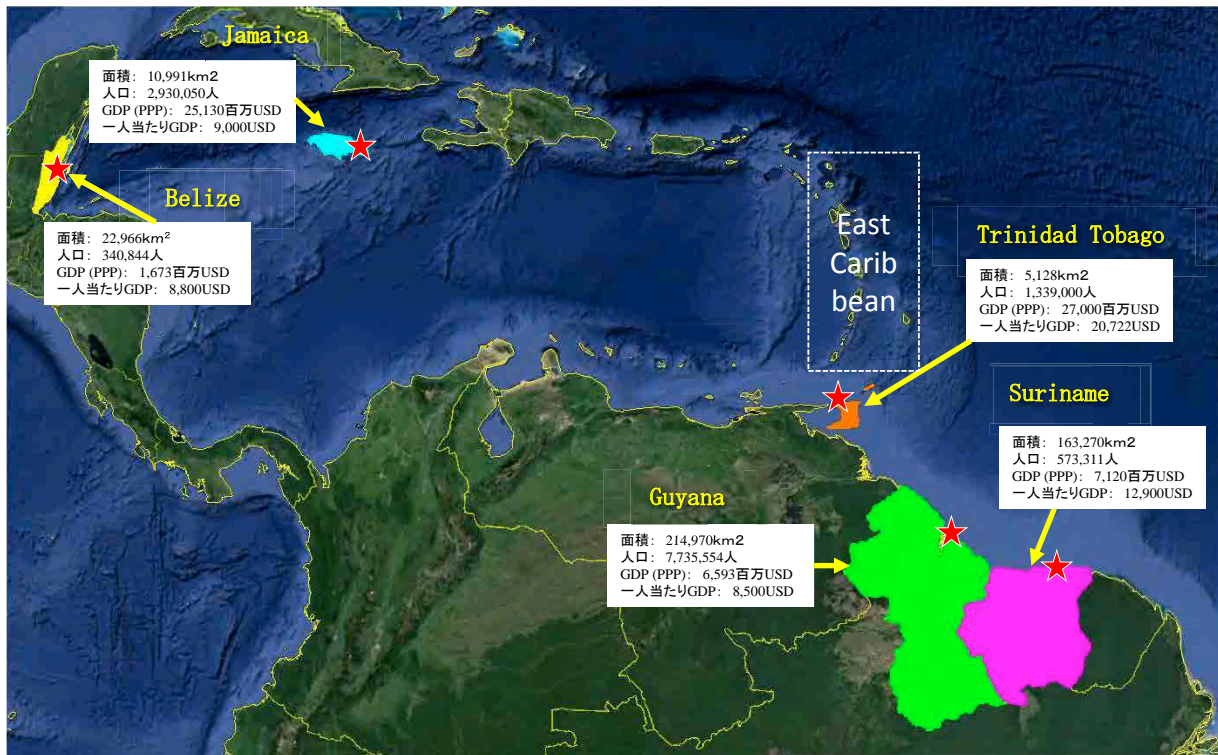 Jamaica
面積: 10,991km2
人口: 2,930,050人
GDP (PPP): 25,130百万USD
一人当たりGDP: 9,000USD
Belize
面積: 22,966km²
人口: 340,844人
GDP (PPP): 1,673百万USD
一人当たりGDP: 8,800USD
East
Carib
bean
Trinidad Tobago
面積: 5,128km2
人口: 1,339,000人
GDP (PPP): 27,000百万USD
一人当たりGDP: 20,722USD
Suriname
面積: 163,270km2
人口: 573,311人
GDP (PPP): 7,120百万USD
一人当たりGDP: 12,900USD
Guyana
面積: 214,970km2
人口: 7,735,554人
GDP (PPP): 6,593百万USD
一人当たりGDP: 8,500USD